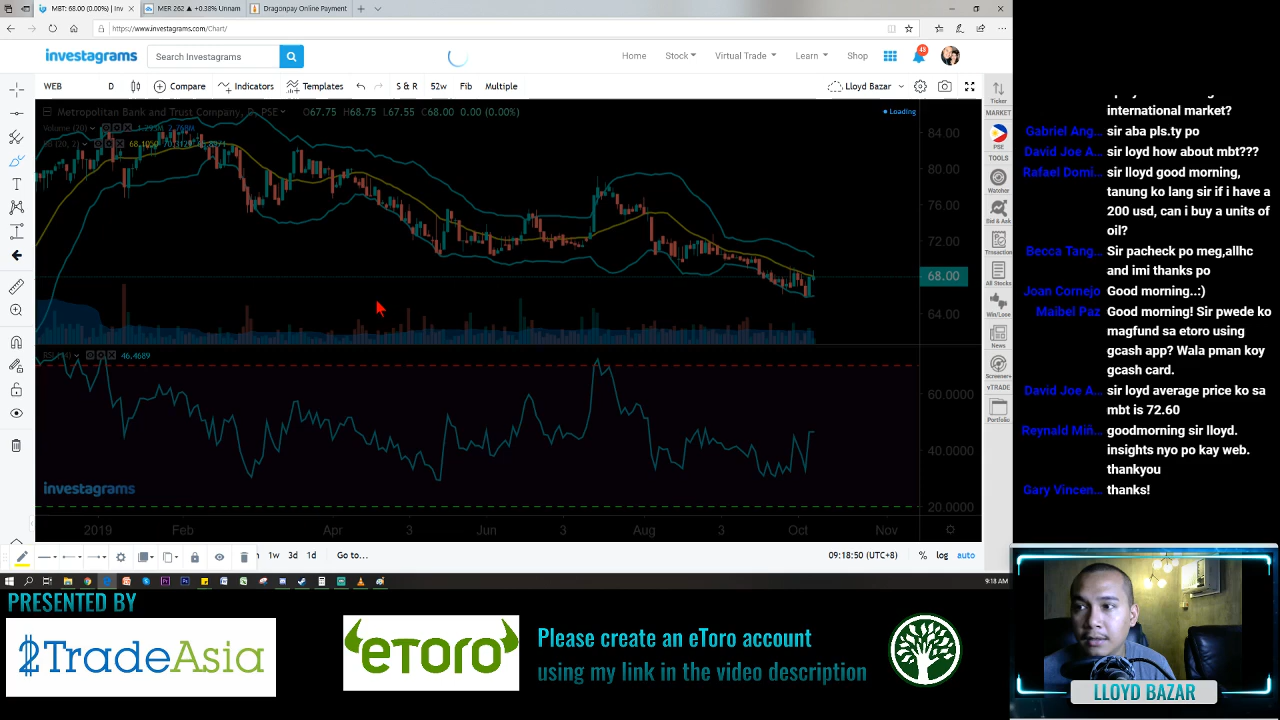 MBT: 68.00 (0.00%) | Inv
MER 262 ▲ +0.38% Unnam
Dragonpay Online Payment
https://www.investagrams.com/Chart/
investagrams
Search Investagrams
Home
Stock
Virtual Trade
Learn
Shop
48
WEB
D
Compare
Indicators
Templates
S & R
52w
Fib
Multiple
Lloyd Bazar
Metropolitan Bank and Trust Company, D, PSE
O67.75 H68.75 L67.55 C68.00 0.00 (0.00%)
Loading
Volume (20)
84.00
80.00
76.00
72.00
68.00
64.00
46.4689
60.0000
40.0000
20.0000
investagrams
2019
Feb
Apr
3
Jun
3
Aug
3
Oct
Nov
1w
3d
1d
Go to...
09:18:50 (UTC+8)
%
log
auto
9:18 AM
Ticker
MARKET
PSE
TOOLS
Watcher
Bid & Ask
Transaction
All Stocks
Win/Lose
News
Screener+
vTRADE
Portfolio
international market?
Gabriel Ang... sir aba pls.ty po
David Joe A... sir loyd how about mbt???
Rafael Domi... sir lloyd good morning,
tanung ko lang sir if i have a
200 usd, can i buy a units of
oil?
Becca Tang... Sir pacheck po meg,allhc
and imi thanks po
Joan Cornejo Good morning..:)
Maibel Paz Good morning! Sir pwede ko
magfund sa etoro using
gcash app? Wala pman koy
gcash card.
David Joe A... sir loyd average price ko sa
mbt is 72.60
Reynald Miñ... goodmorning sir lloyd.
insights nyo po kay web.
thankyou
Gary Vincen... thanks!
PRESENTED BY
2TradeAsia
eToro
Please create an eToro account
using my link in the video description
LLOYD BAZAR